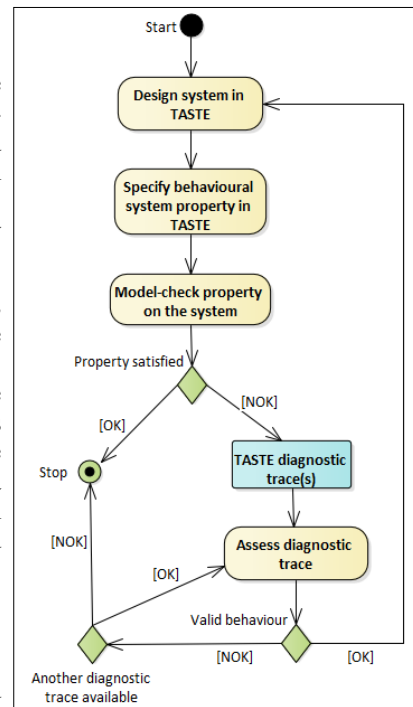 Start
Design system in
TASTE
Specify behavioural
system property in
TASTE
Model-check property
on the system
Property satisfied
[OK]
[NOK]
Stop
TASTE diagnostic
trace(s)
[NOK]
[OK]
Assess diagnostic
trace
Valid behaviour
[NOK]
[OK]
Another diagnostic
trace available